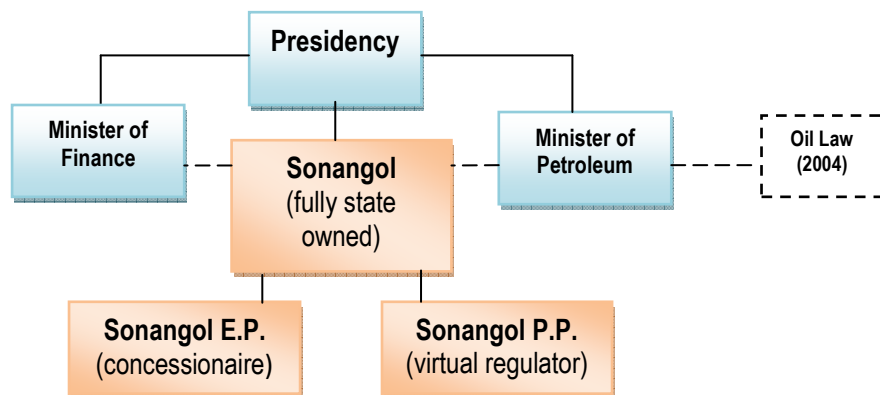 Presidency
Minister of
Finance
Sonangol
(fully state
owned)
Minister of
Petroleum
Oil Law
(2004)
Sonangol E.P.
(concessionaire)
Sonangol P.P.
(virtual regulator)